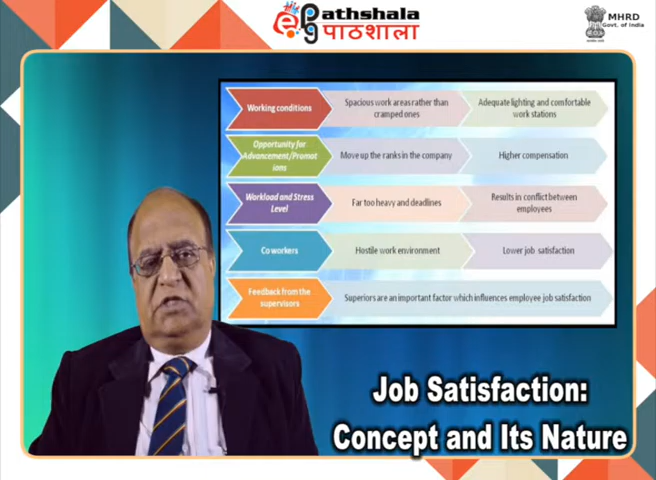 e Pathshala
पाठशाला
MHRD
Govt. of India
Working conditions
Spacious work areas rather than
cramped ones
Adequate lighting and comfortable
work stations
Opportunity for
Advancement/Promot
ions
Move up the ranks in the company
Higher compensation
Workload and Stress
Level
Far too heavy and deadlines
Results in conflict between
employees
Co workers
Hostile work environment
Lower job satisfaction
Feedback from the
supervisors
Superiors are an important factor which influences employee job satisfaction
Job Satisfaction:
Concept and Its Nature